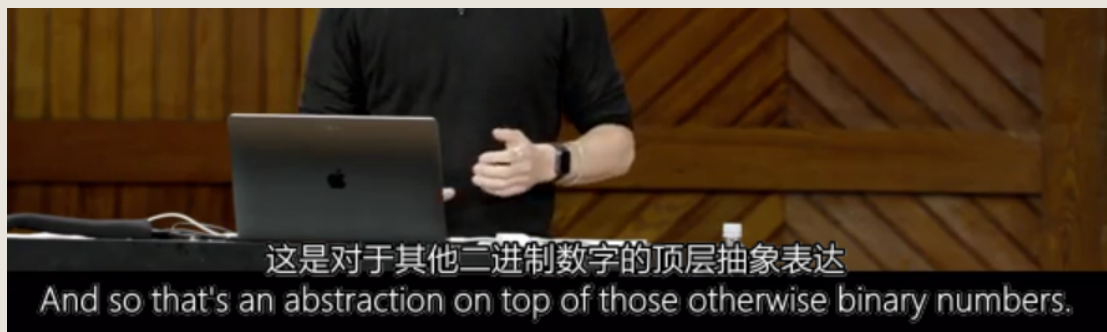 这是对于其他二进制数字的顶层抽象表达
And so that's an abstraction on top of those otherwise binary numbers.